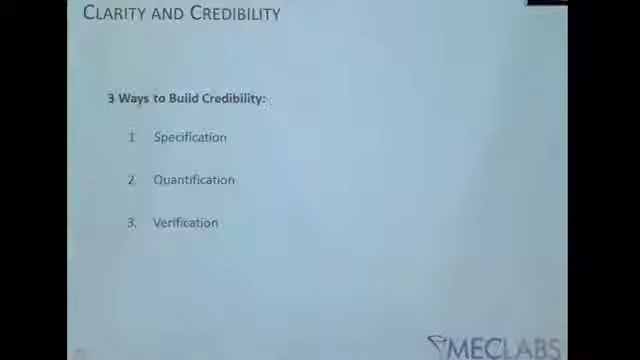 CLARITY AND CREDIBILITY
3 Ways to Build Credibility:
1 Specification
2 Quantification
3. Verification
MECLABS